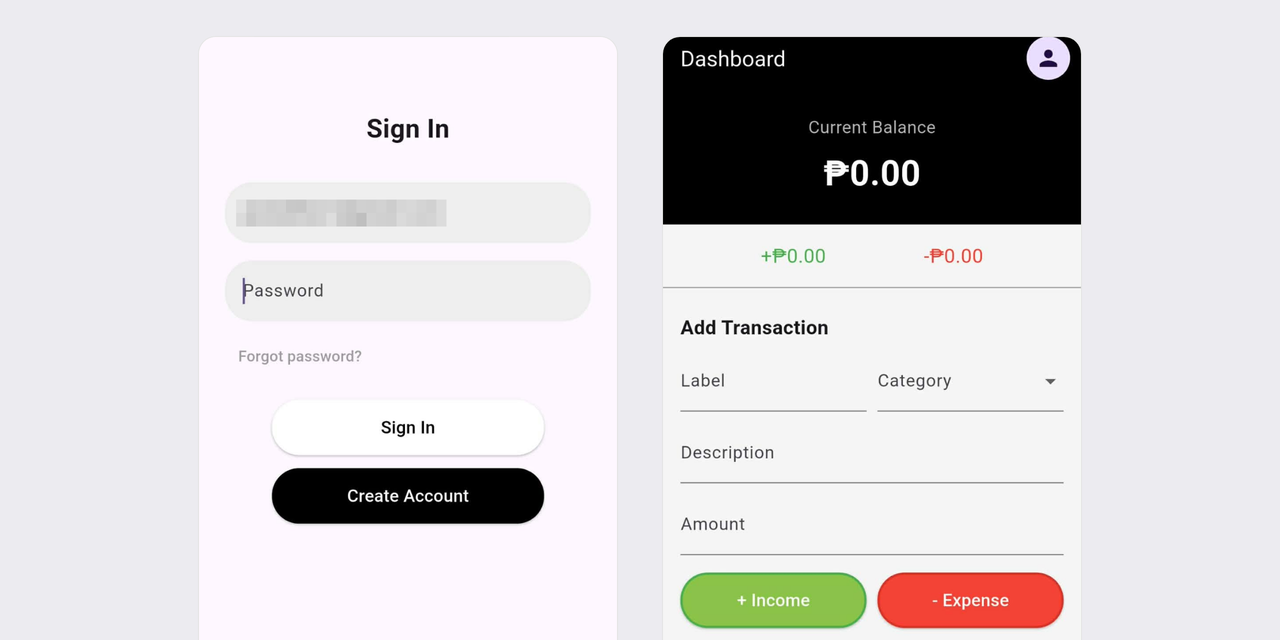 Sign In
Password
Forgot password?
Sign In
Create Account
Dashboard
Current Balance
₱0.00
+₱0.00
-₱0.00
Add Transaction
Label
Category
Description
Amount
+ Income
- Expense